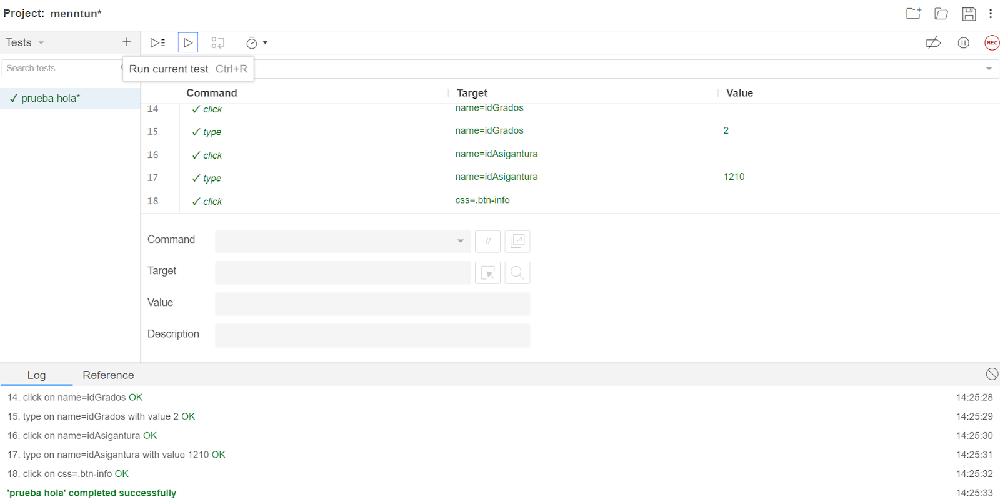 Project: menntun*
Tests
REC
Search tests...
Run current test Ctrl+R
✓ prueba hola*
Command Target Value
14 ✓ click name=idGrados
15 ✓ type name=idGrados 2
16 ✓ click name=idAsigantura
17 ✓ type name=idAsigantura 1210
18 ✓ click css=.btn-info
Command //
Target
Value
Description
Log Reference
14. click on name=idGrados OK 14:25:28
15. type on name=idGrados with value 2 OK 14:25:29
16. click on name=idAsigantura OK 14:25:30
17. type on name=idAsigantura with value 1210 OK 14:25:31
18. click on css=.btn-info OK 14:25:32
'prueba hola' completed successfully 14:25:33